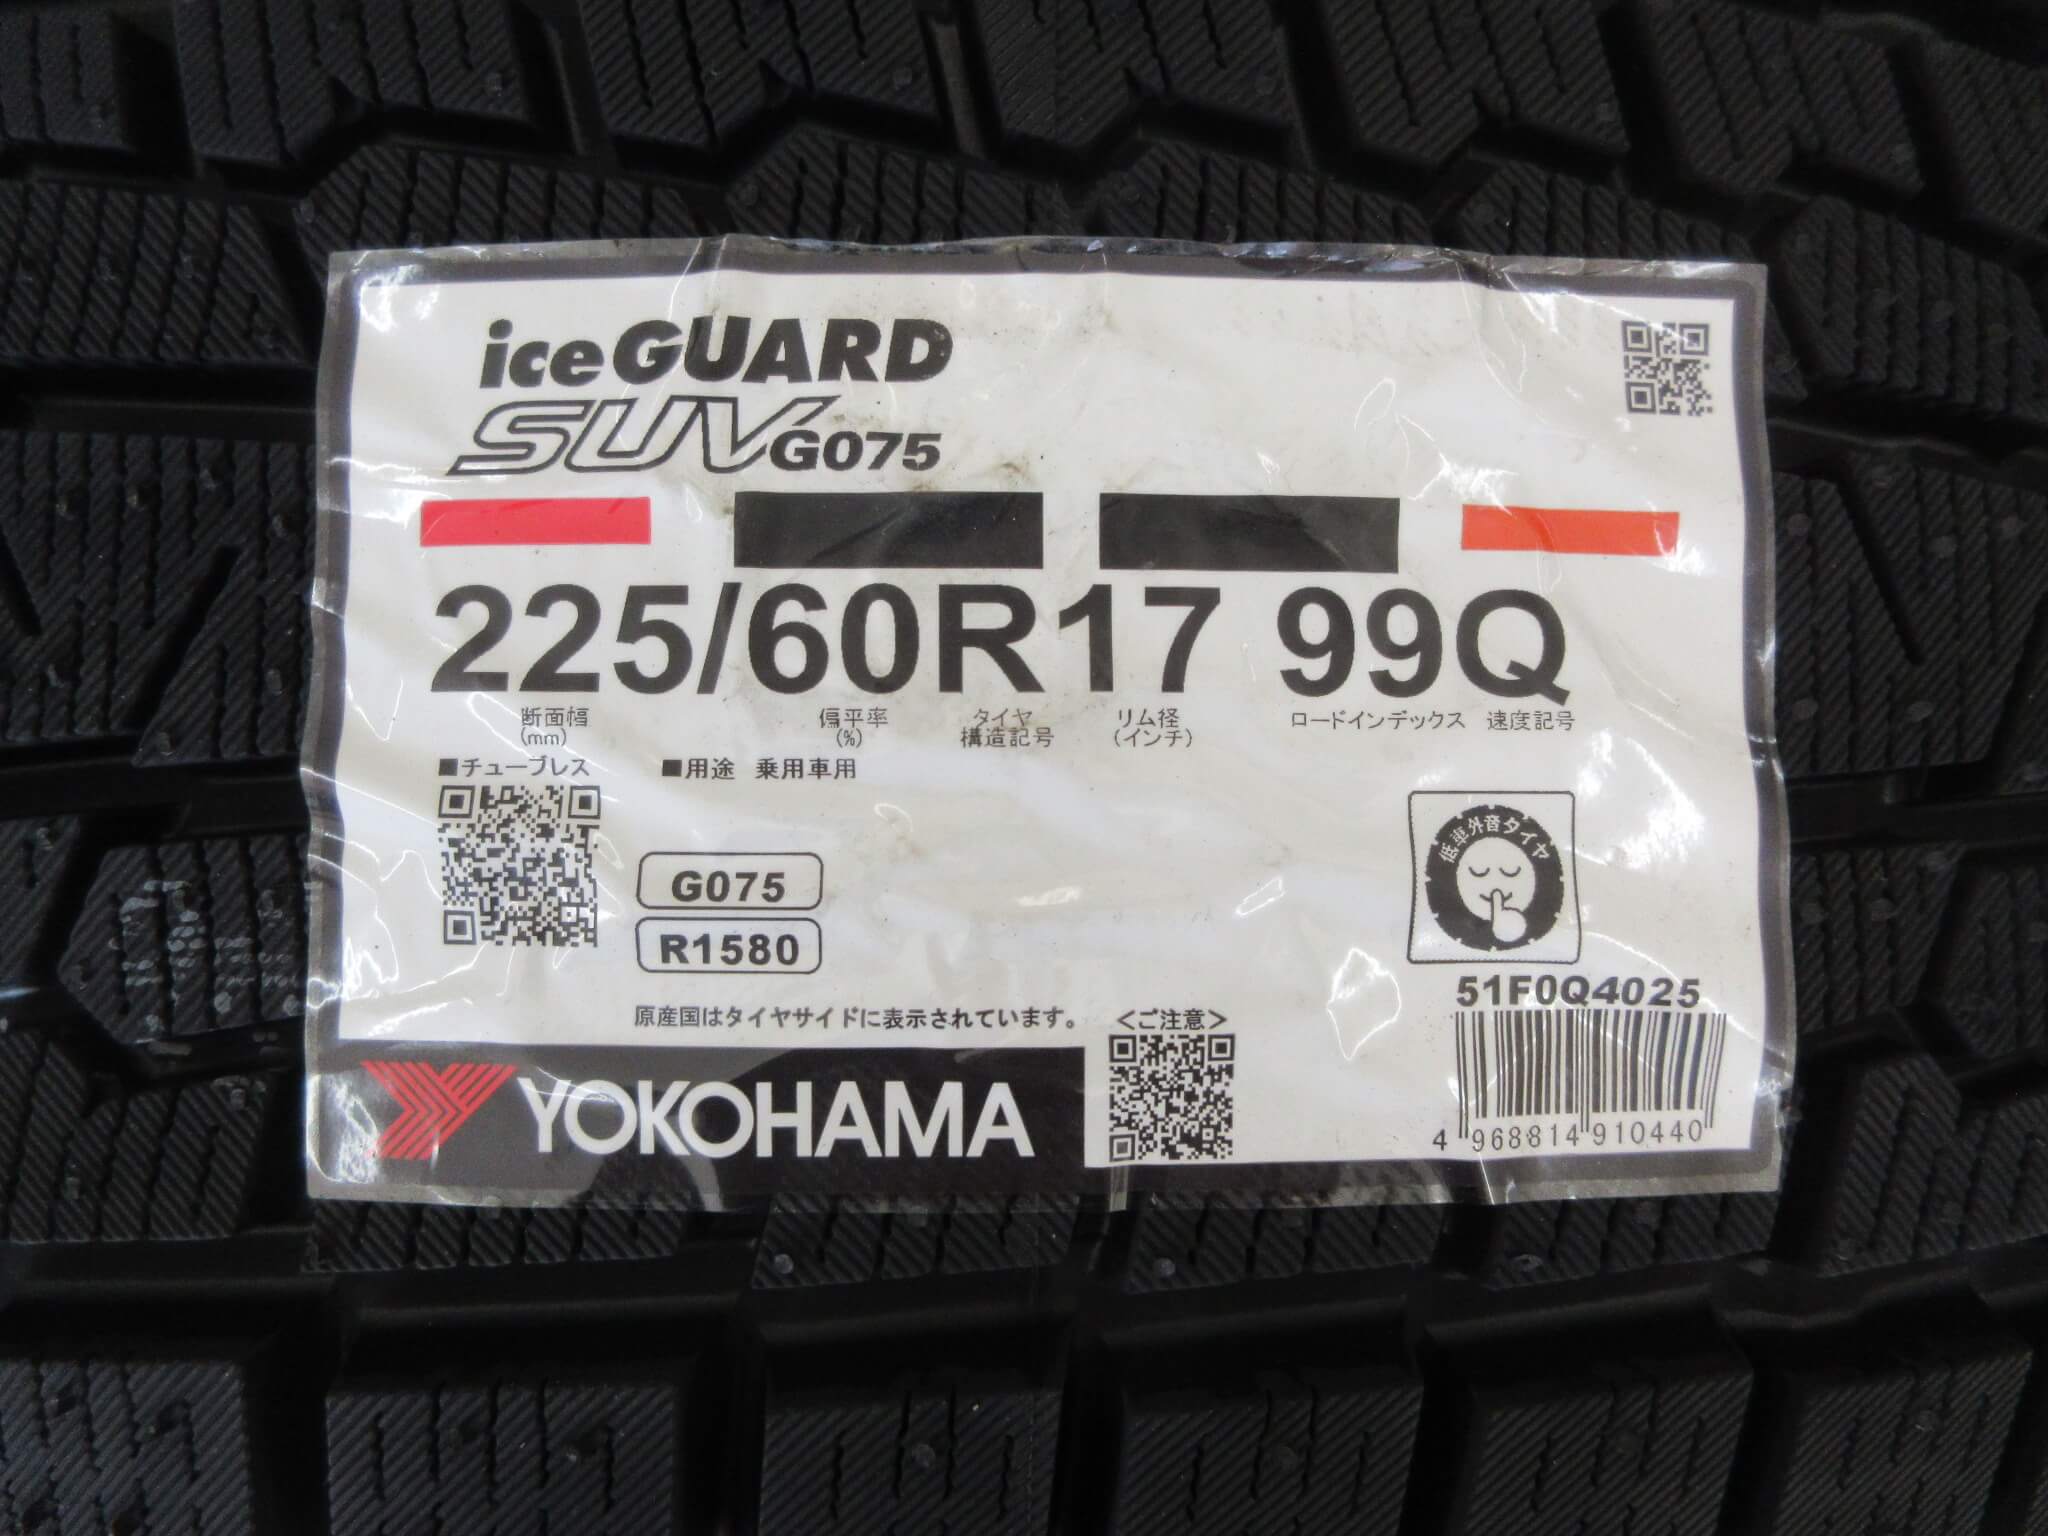 iceGUARD
SUV G075
225/60R17 99Q
断面幅 (mm)
偏平率 (%)
タイヤ 構造記号
リム径 (インチ)
ロードインデックス 速度記号
■チューブレス ■用途 乗用車用
低車外音タイヤ
G075
R1580
51F0Q4025
原産国はタイヤサイドに表示されています。 <ご注意>
YOKOHAMA
4 968814 910440